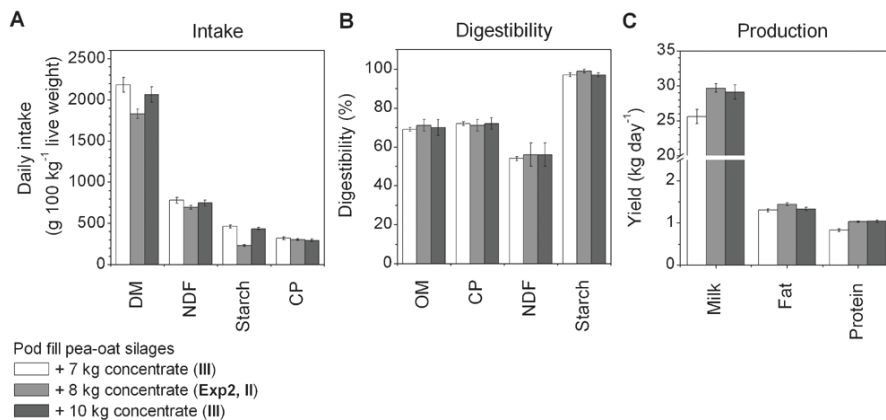 A
Intake
Daily intake
(g 100 kg-1 live weight)
2500
2000
1500
1000
500
0
DM
NDF
Starch
CP
B
Digestibility
Digestibility (%)
100
80
60
40
20
0
OM
CP
NDF
Starch
C
Production
Yield (kg day-1)
35
30
25
2
1
0
Milk
Fat
Protein
Pod fill pea-oat silages
+ 7 kg concentrate (III)
+ 8 kg concentrate (Exp2, II)
+ 10 kg concentrate (III)